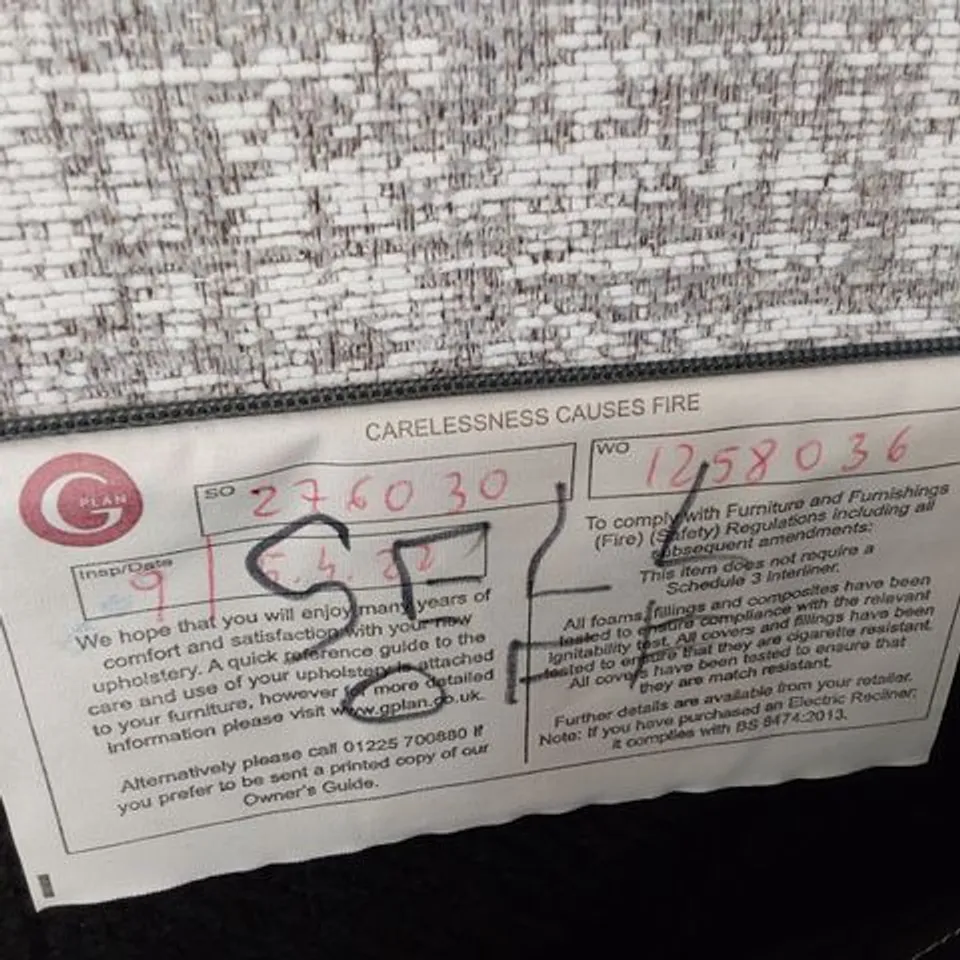 CARELESSNESS CAUSES FIRE
G PLAN
SO 276030
WO 1258036
Insp/Date 9 5.4.22
We hope that you will enjoy many years of
comfort and satisfaction with your new
upholstery. A quick reference guide to the
care and use of your upholstery is attached
to your furniture, however for more detailed
information please visit www.gplan.co.uk.
Alternatively please call 01225 700880 if
you prefer to be sent a printed copy of our
Owner's Guide.
To comply with Furniture and Furnishings
(Fire) (Safety) Regulations including all
subsequent amendments:
This item does not require a
Schedule 3 Interliner.
All foams, fillings and composites have been
tested to ensure compliance with the relevant
ignitability test. All covers and fillings have been
tested to ensure that they are cigarette resistant.
All covers have been tested to ensure that
they are match resistant.
Further details are available from your retailer.
Note: If you have purchased an Electric Recliner,
it complies with BS 8474:2013.